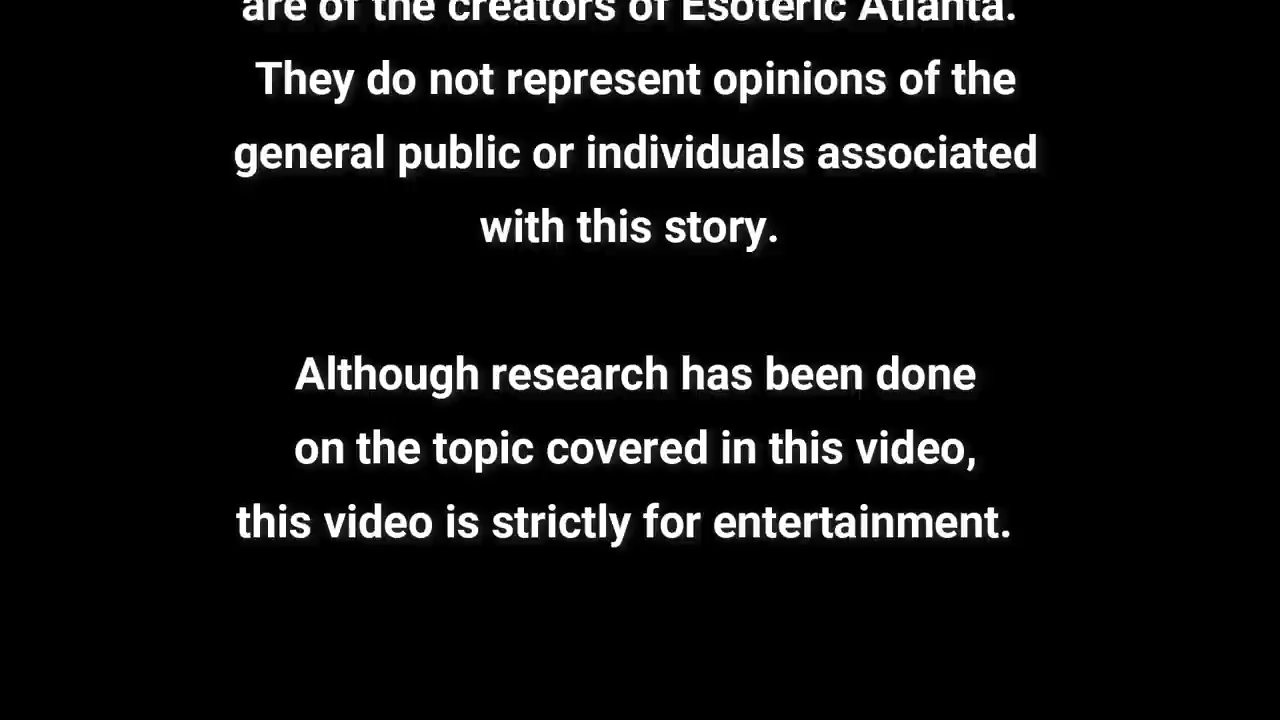 are of the creators of Esoteric Atlanta.
They do not represent opinions of the
general public or individuals associated
with this story.
Although research has been done
on the topic covered in this video,
this video is strictly for entertainment.